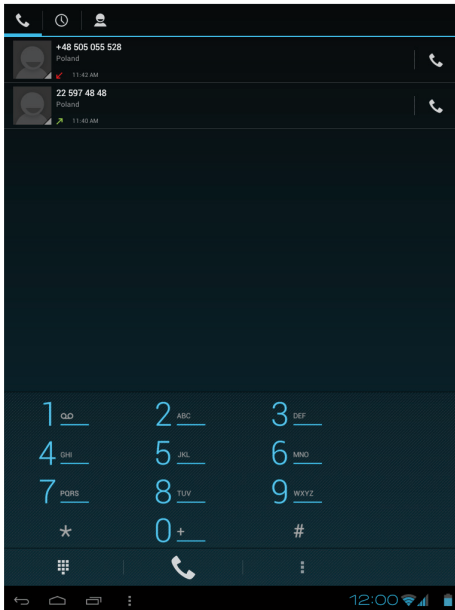 +48 505 055 528
Poland
11:42 AM
22 597 48 48
Poland
11:40 AM
1
2 ABC
3 DEF
4 GHI
5 JKL
6 MNO
7 PQRS
8 TUV
9 WXYZ
*
0 +
#
12:00